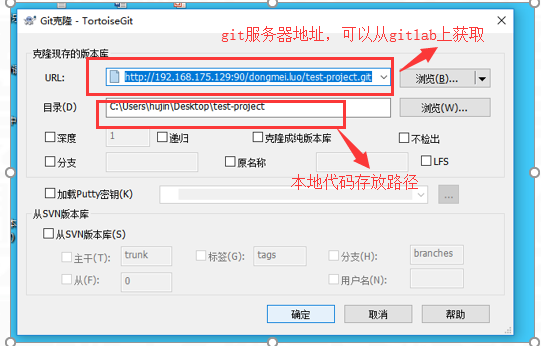 Git克隆 - TortoiseGit
git服务器地址，可以从gitlab上获取
克隆现存的版本库
URL:
http://192.168.175.129:90/dongmei.luo/test-project.git
浏览(B)...
目录(D)
C:\Users\hujin\Desktop\test-project
浏览(W)...
深度
1
递归
克隆成纯版本库
不检出
分支
原名称
LFS
本地代码存放路径
加载Putty密钥(K)
...
从SVN版本库
从SVN版本库(S)
主干(T):
trunk
标签(G):
tags
分支(H):
branches
从(F):
0
用户名(N):
确定
取消
帮助